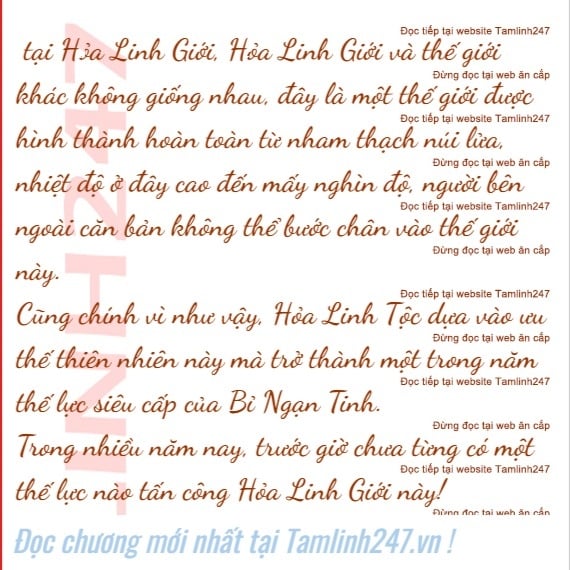 Đọc tiếp tại website Tamlinh247
tại Hỏa Linh Giới, Hỏa Linh Giới và thế giới
Đừng đọc tại web ăn cắp
khác không giống nhau, đây là một thế giới được
Đọc tiếp tại website Tamlinh247
hình thành hoàn toàn từ nham thạch núi lửa,
Đừng đọc tại web ăn cắp
nhiệt độ ở đây cao đến mấy nghìn độ, người bên
Đọc tiếp tại website Tamlinh247
ngoài căn bản không thể bước chân vào thế giới
Đừng đọc tại web ăn cắp
này.
Đọc tiếp tại website Tamlinh247
Cũng chính vì như vậy, Hỏa Linh Tộc dựa vào ưu
Đừng đọc tại web ăn cắp
thế thiên nhiên này mà trở thành một trong năm
Đọc tiếp tại website Tamlinh247
thế lực siêu cấp của Bỉ Ngạn Tinh.
Đừng đọc tại web ăn cắp
Trong nhiều năm nay, trước giờ chưa từng có một
Đọc tiếp tại website Tamlinh247
thế lực nào tấn công Hỏa Linh Giới này!
Đừng đọc tại web ăn cắp
INH247
Đọc chương mới nhất tại Tamlinh247.vn !